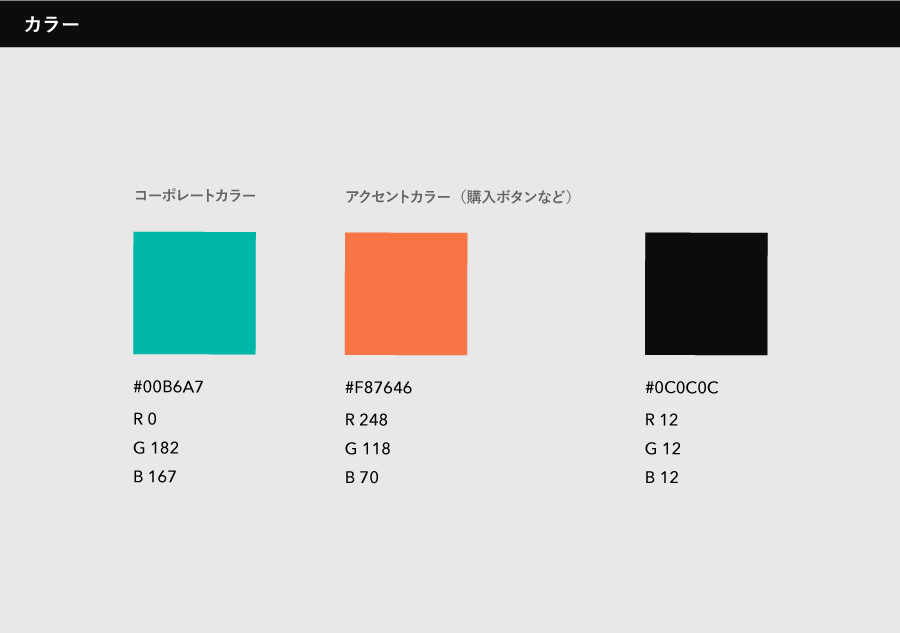 カラー
コーポレートカラー
#00B6A7
R 0
G 182
B 167
アクセントカラー（購入ボタンなど）
#F87646
R 248
G 118
B 70
#0C0C0C
R 12
G 12
B 12